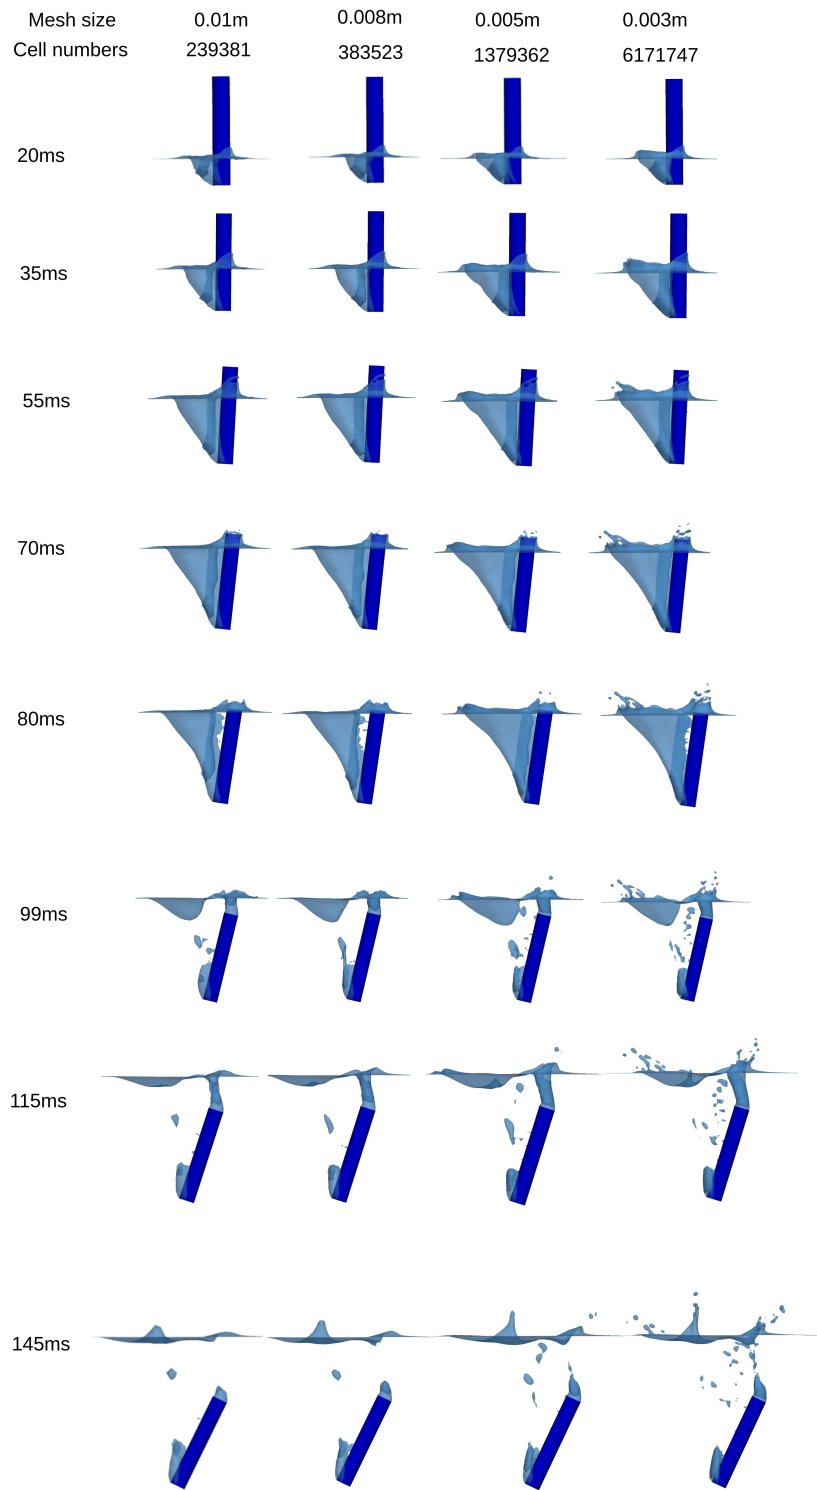 Mesh size 0.01m 0.008m 0.005m 0.003m
Cell numbers 239381 383523 1379362 6171747
20ms
35ms
55ms
70ms
80ms
99ms
115ms
145ms